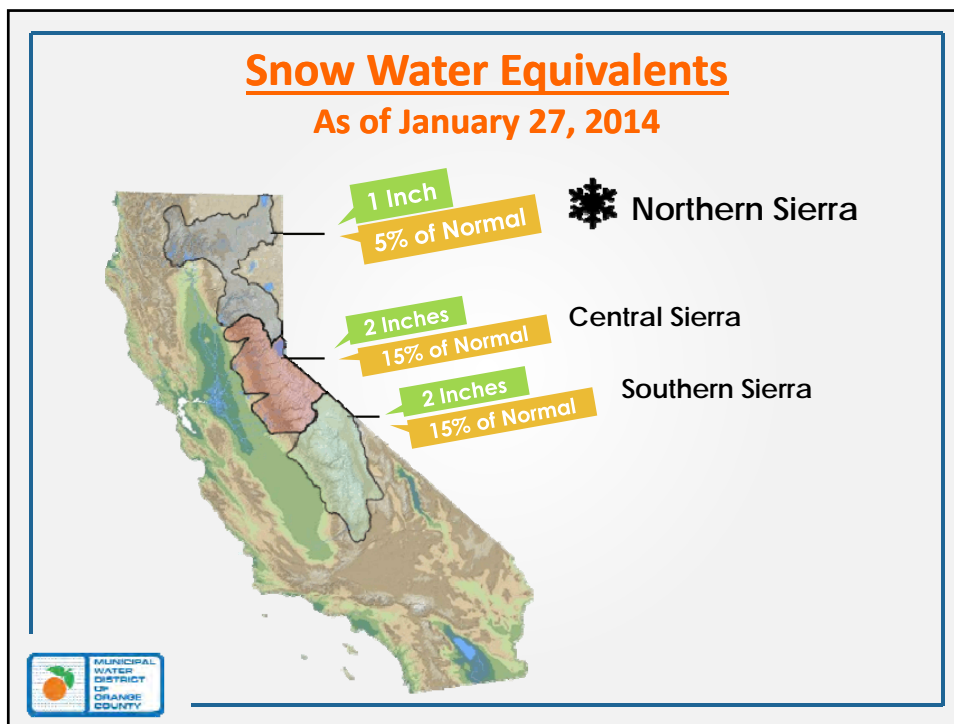 Snow Water Equivalents
As of January 27, 2014
1 Inch
5% of Normal
Northern Sierra
2 Inches
15% of Normal
Central Sierra
2 Inches
15% of Normal
Southern Sierra
MUNICIPAL
WATER
DISTRICT
OF
ORANGE
COUNTY